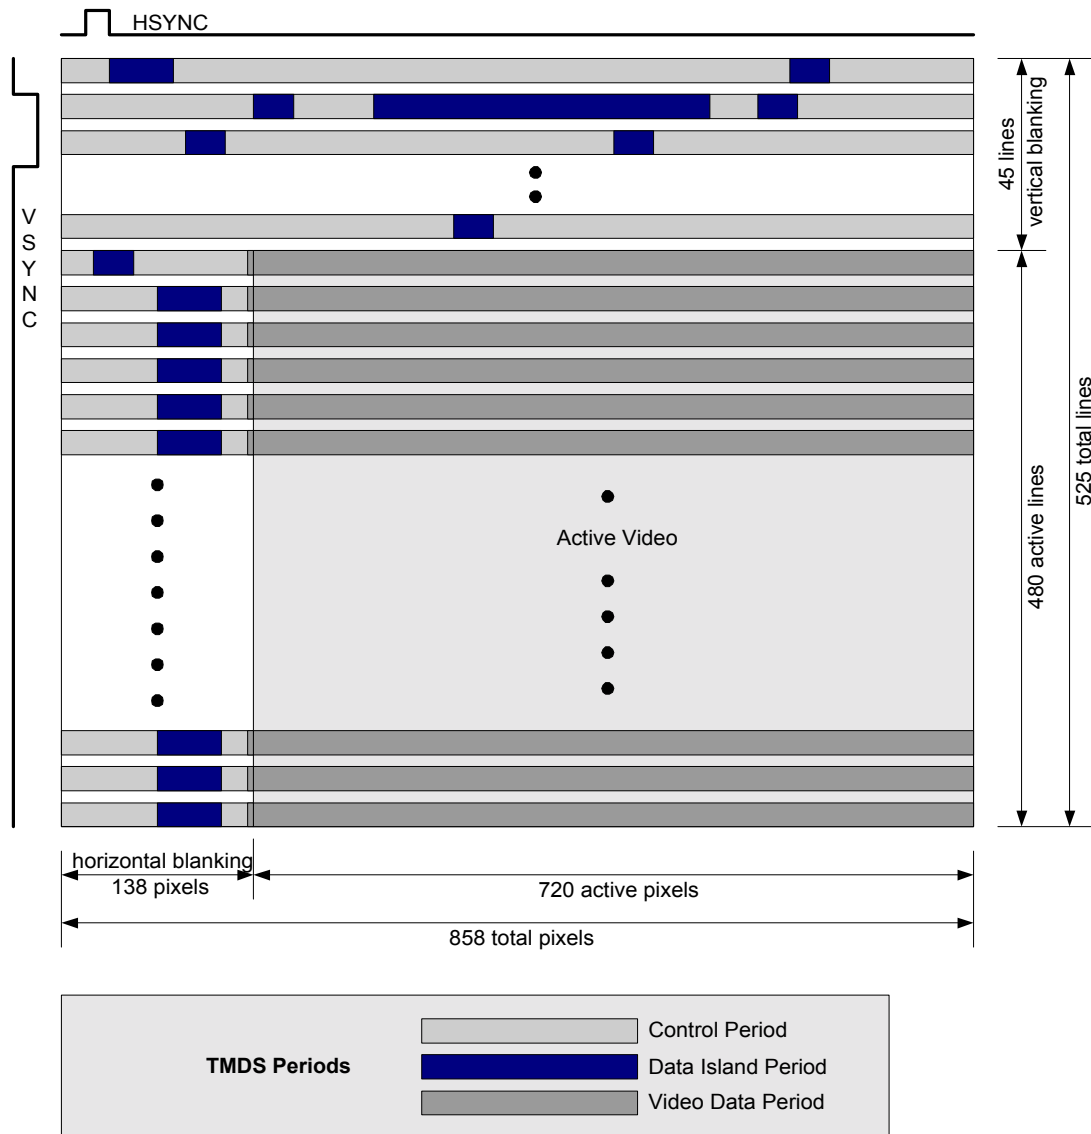 HSYNC
VSYNC
45 lines
vertical blanking
480 active lines
525 total lines
Active Video
horizontal blanking
138 pixels
720 active pixels
858 total pixels
TMDS Periods
Control Period
Data Island Period
Video Data Period